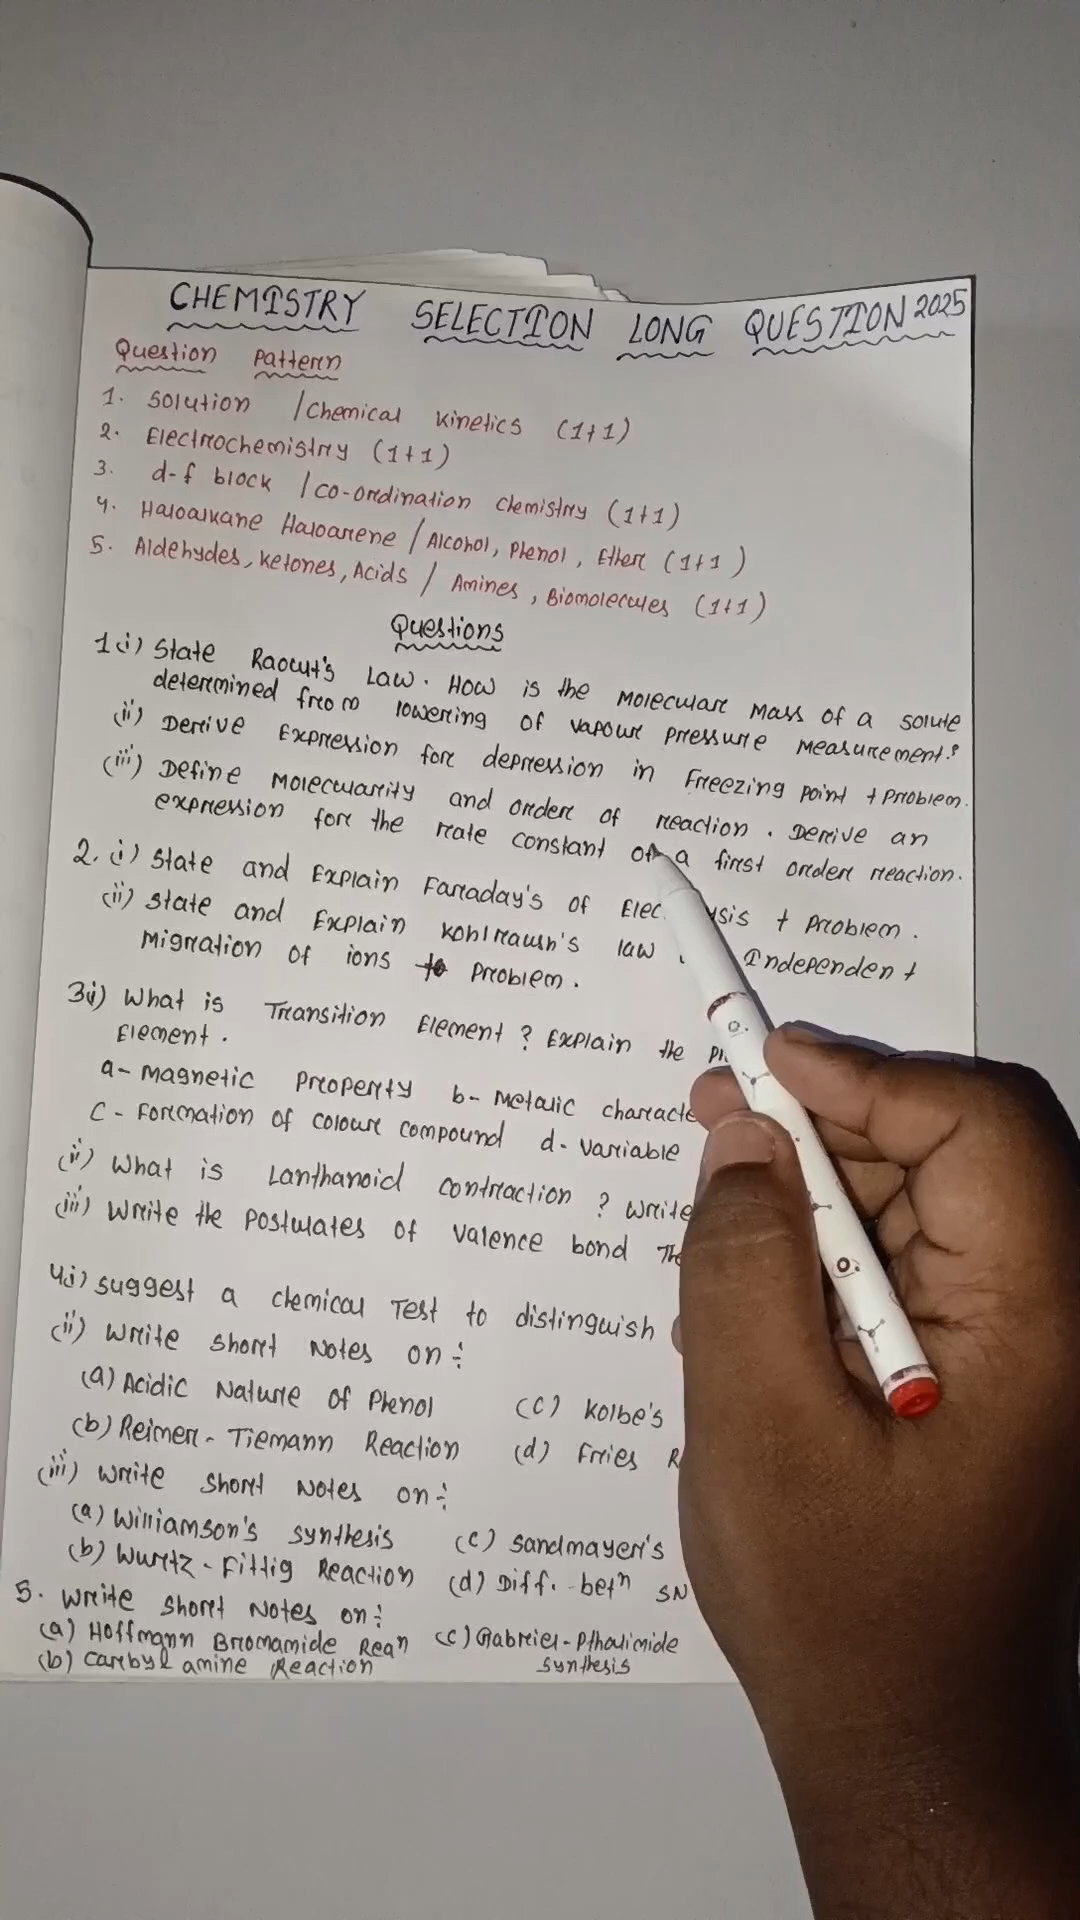 CHEMISTRY SELECTION LONG QUESTION 2025
Question Pattern
1. Solution / Chemical Kinetics (1+1)
2. Electrochemistry (1+1)
3. d-f block / Co-ordination Chemistry (1+1)
4. Haloalkane Haloarene / Alcohol, Phenol, Ether (1+1)
5. Aldehydes, Ketones, Acids / Amines, Biomolecules (1+1)
Questions
1(i) State Raoult's Law. How is the Molecular Mass of a solute
determined from lowering of vapour pressure measurement?
(ii) Derive Expression for depression in Freezing point + Problem.
(iii) Define Molecularity and order of reaction. Derive an
expression for the rate constant of a first order reaction.
2. i) State and Explain Faraday's of Elec ysis + Problem.
(ii) State and Explain Kohlraush's law Independent
Migration of ions Problem.
3i) What is Transition Element? Explain the
Element.
a- Magnetic Property b- Metalic
c- Formation of colour compound d- Variable
(ii) What is Lanthanoid contraction? Write
(iii) Write the Postulates of Valence bond
4i) Suggest a chemical Test to distinguish
(ii) Write Short Notes on:-
(a) Acidic Nature of Phenol (c) Kolbe's
(b) Reimer-Tiemann Reaction (d) Fries
(iii) Write Short Notes on:-
(a) Williamson's synthesis (c) Sandmayer's
(b) Wurtz-Fittig Reaction (d) Diff. betn SN
5. Write Short Notes on:-
(a) Hoffmann Bromamide Rean (c) Gabriel-Pthalimide
(b) Carbyl amine Reaction Synthesis